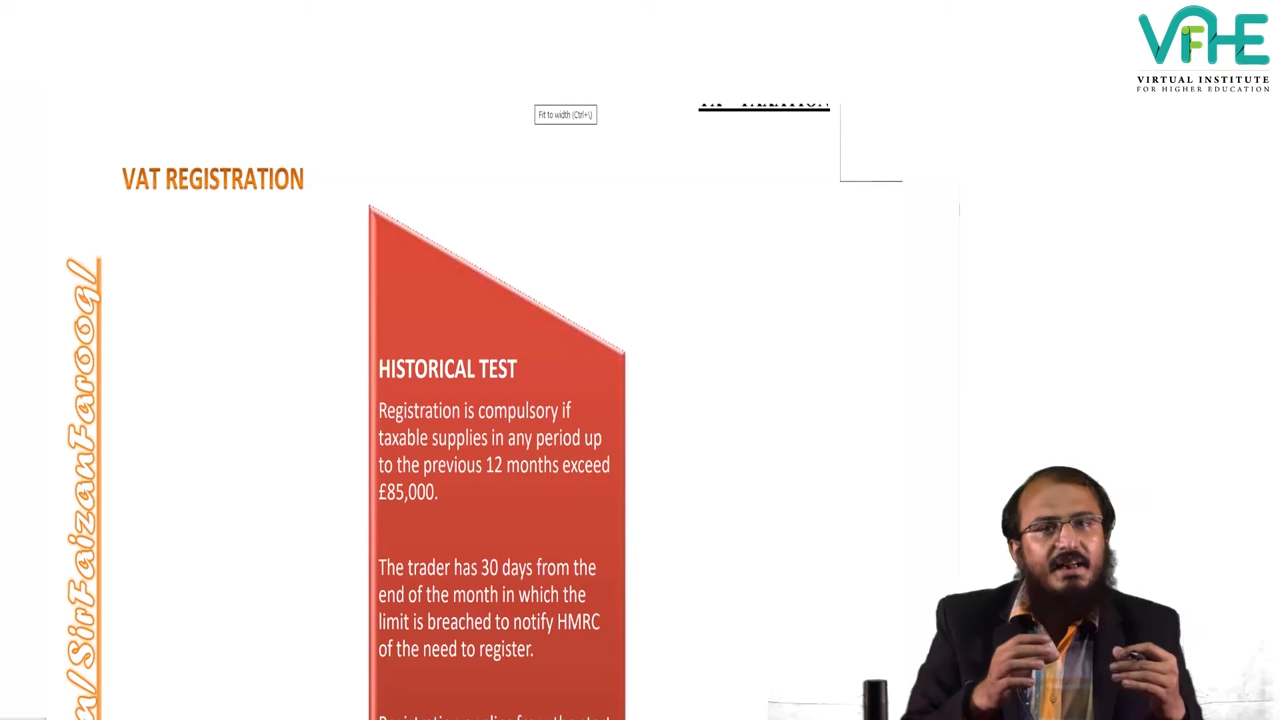 VFHE
VIRTUAL INSTITUTE
FOR HIGHER EDUCATION
Fit to width (Ctrl+\)
VAT REGISTRATION
n/SirFaizanFarooq/
HISTORICAL TEST
Registration is compulsory if
taxable supplies in any period up
to the previous 12 months exceed
£85,000.
The trader has 30 days from the
end of the month in which the
limit is breached to notify HMRC
of the need to register.